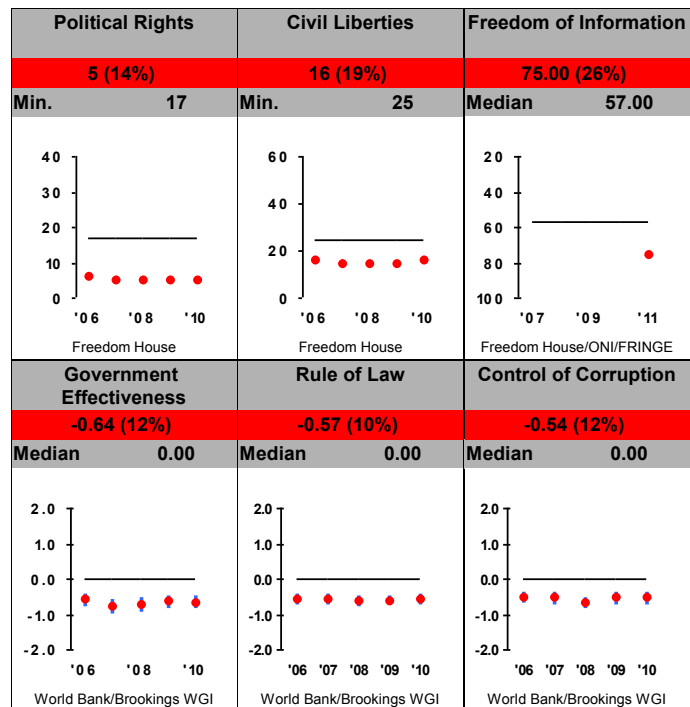 Political Rights
5 (14%)
Min. 17
40
30
20
10
0
'06 '08 '10
Freedom House
Civil Liberties
16 (19%)
Min. 25
60
40
20
0
'06 '08 '10
Freedom House
Freedom of Information
75.00 (26%)
Median 57.00
20
40
60
80
100
'07 '09 '11
Freedom House/ONI/FRINGE
Government
Effectiveness
-0.64 (12%)
Median 0.00
2.0
1.0
0.0
-1.0
-2.0
'06 '08 '10
World Bank/Brookings WGI
Rule of Law
-0.57 (10%)
Median 0.00
2.0
1.0
0.0
-1.0
-2.0
'06 '07 '08 '09 '10
World Bank/Brookings WGI
Control of Corruption
-0.54 (12%)
Median 0.00
2.0
1.0
0.0
-1.0
-2.0
'06 '07 '08 '09 '10
World Bank/Brookings WGI